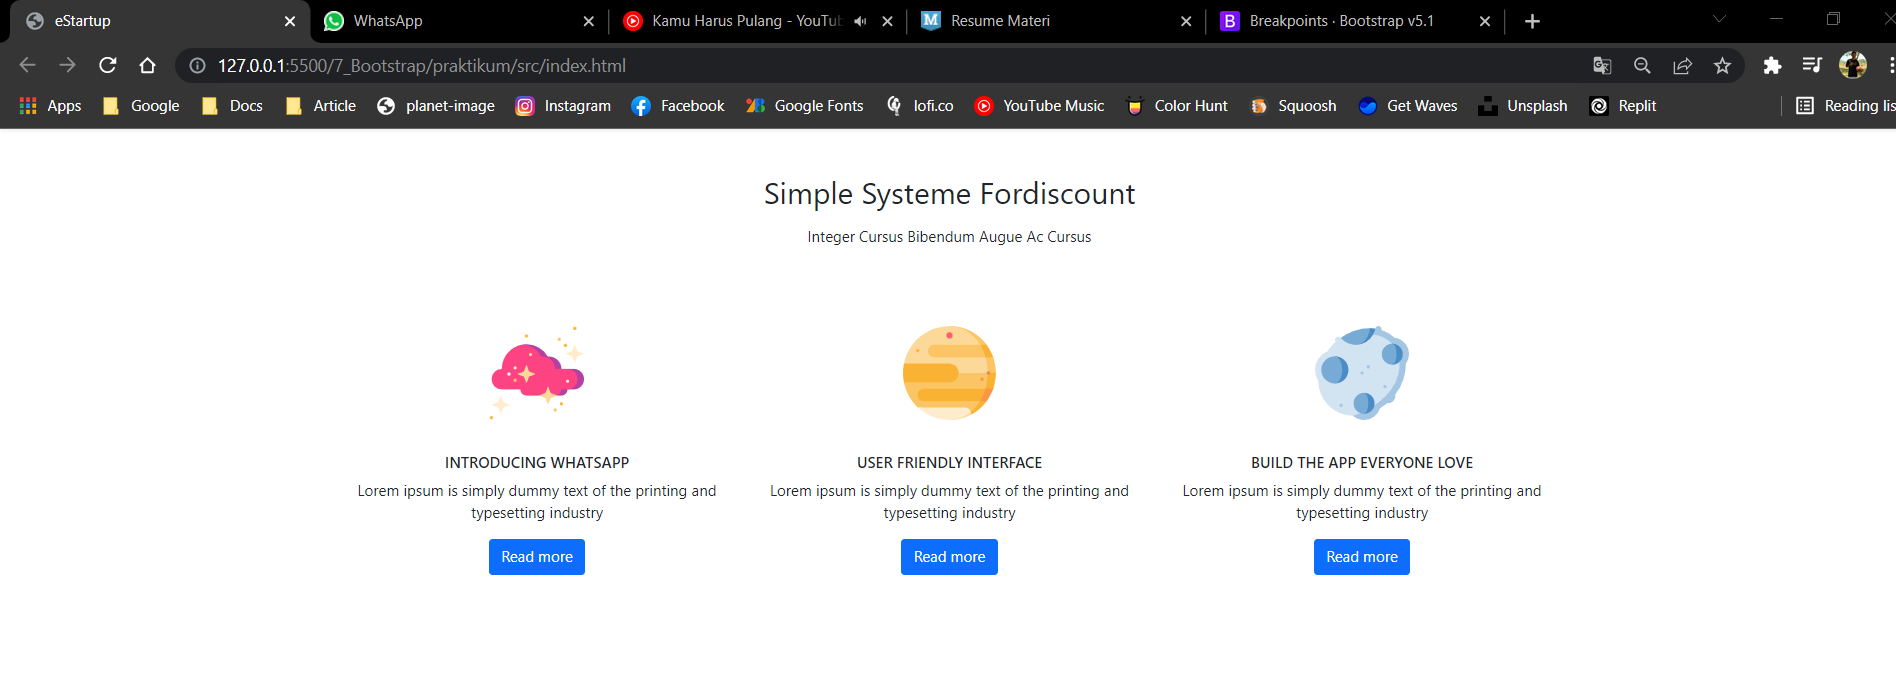 eStartup
WhatsApp
Kamu Harus Pulang - YouTu
Resume Materi
B Breakpoints · Bootstrap v5.1
127.0.0.1:5500/7_Bootstrap/praktikum/src/index.html
Apps Google Docs Article planet-image Instagram Facebook Google Fonts lofi.co YouTube Music Color Hunt Squoosh Get Waves Unsplash Replit Reading lis
Simple Systeme Fordiscount
Integer Cursus Bibendum Augue Ac Cursus
INTRODUCING WHATSAPP
Lorem ipsum is simply dummy text of the printing and
typesetting industry
Read more
USER FRIENDLY INTERFACE
Lorem ipsum is simply dummy text of the printing and
typesetting industry
Read more
BUILD THE APP EVERYONE LOVE
Lorem ipsum is simply dummy text of the printing and
typesetting industry
Read more